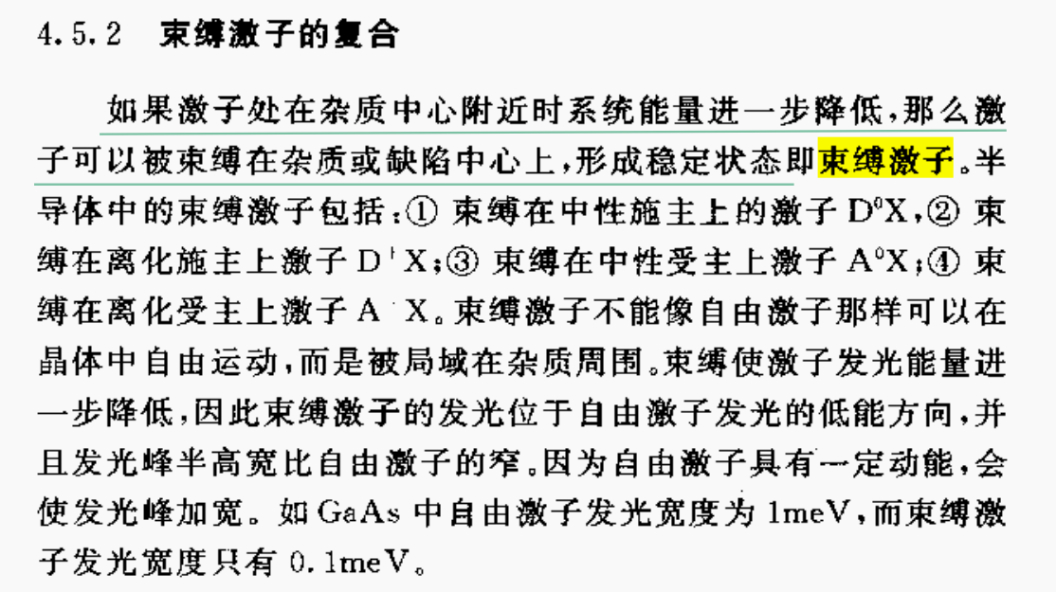 4.5.2 束缚激子的复合
如果激子处在杂质中心附近时系统能量进一步降低,那么激
子可以被束缚在杂质或缺陷中心上,形成稳定状态即束缚激子。半
导体中的束缚激子包括:① 束缚在中性施主上的激子 D⁰X,② 束
缚在离化施主上激子 D⁺X;③ 束缚在中性受主上激子 A⁰X;④ 束
缚在离化受主上激子 A⁻X。束缚激子不能像自由激子那样可以在
晶体中自由运动,而是被局域在杂质周围。束缚使激子发光能量进
一步降低,因此束缚激子的发光位于自由激子发光的低能方向,并
且发光峰半高宽比自由激子的窄。因为自由激子具有一定动能,会
使发光峰加宽。如 GaAs 中自由激子发光宽度为 1meV,而束缚激
子发光宽度只有 0.1meV。